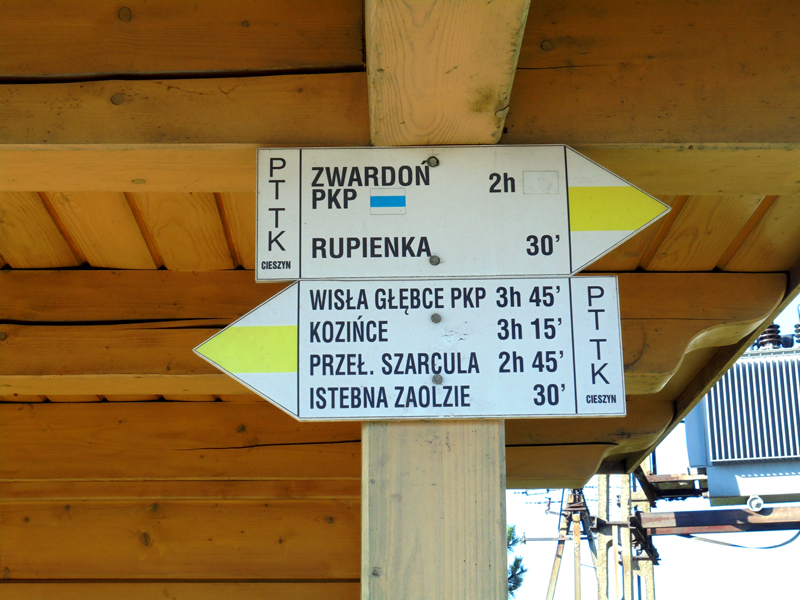 PTTK
CIESZYN
ZWARDOŃ 2h
PKP
RUPIENKA 30'
WISŁA GŁĘBCE PKP 3h 45'
KOZIŃCE 3h 15'
PRZEŁ. SZARCULA 2h 45'
ISTEBNA ZAOLZIE 30'
PTTK
CIESZYN